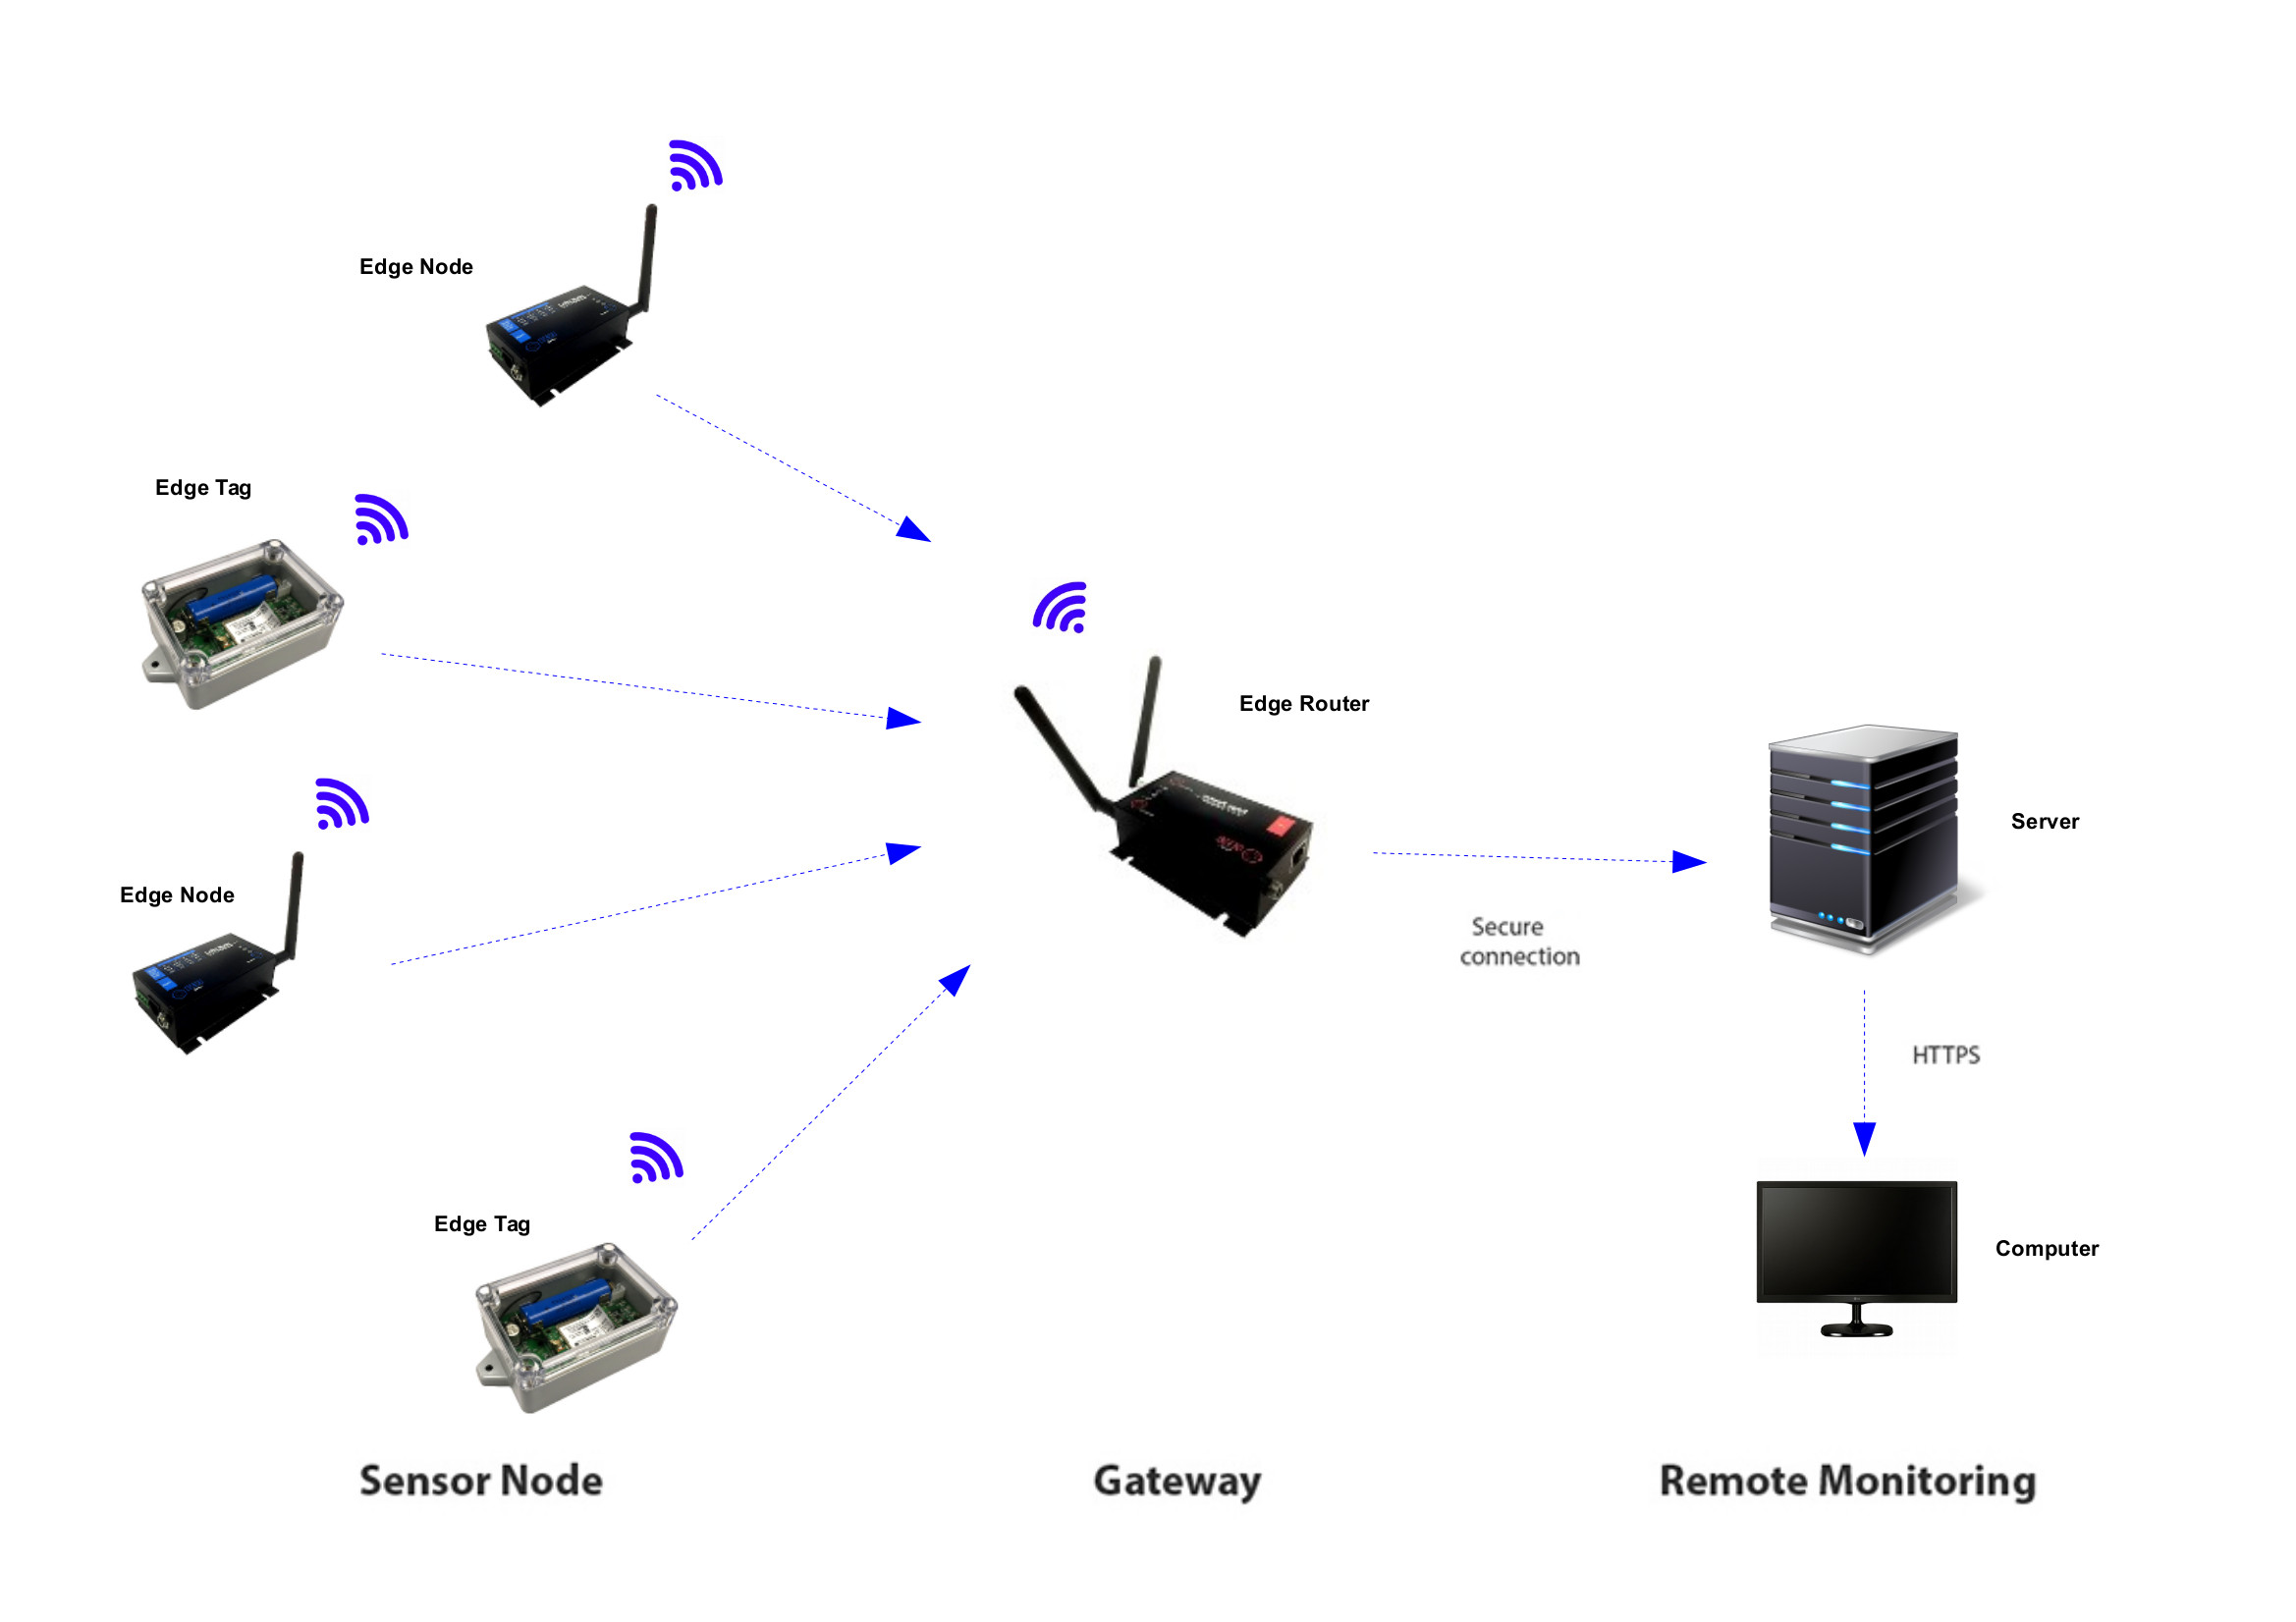 Edge Node
Edge Tag
Edge Router
Server
Edge Node
Secure
connection
HTTPS
Edge Tag
Computer
Sensor Node
Gateway
Remote Monitoring